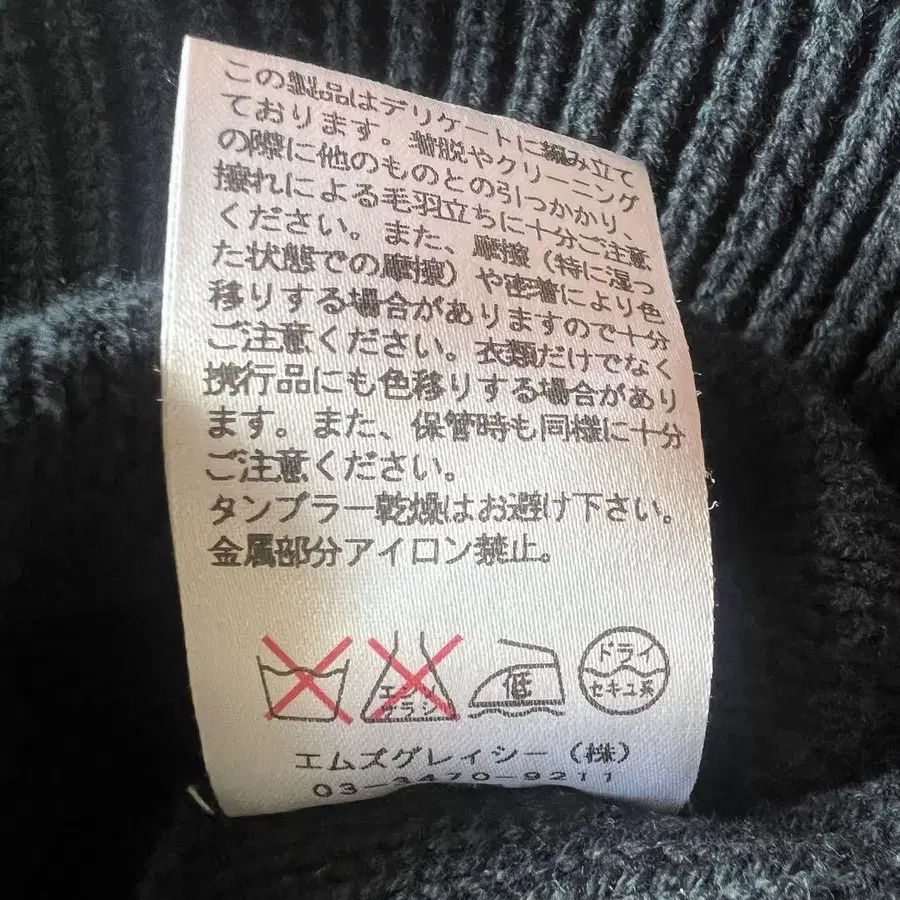 この製品はデリケートに編み立て
ております。着脱やクリーニング
の際に他のものとの引っかかり、
擦れによる毛羽立ちに十分ご注意
ください。また、摩擦(特に湿っ
た状態での摩擦)や密着により色
移りする場合がありますので十分
ご注意ください。衣類だけでなく
携行品にも色移りする場合があり
ます。また、保管時も同様に十分
ご注意ください。
タンブラー乾燥はお避け下さい。
金属部分アイロン禁止。
エンソ
サラシ
低
ドライ
セキユ系
エムズグレイシー(株)
03-3470-9211